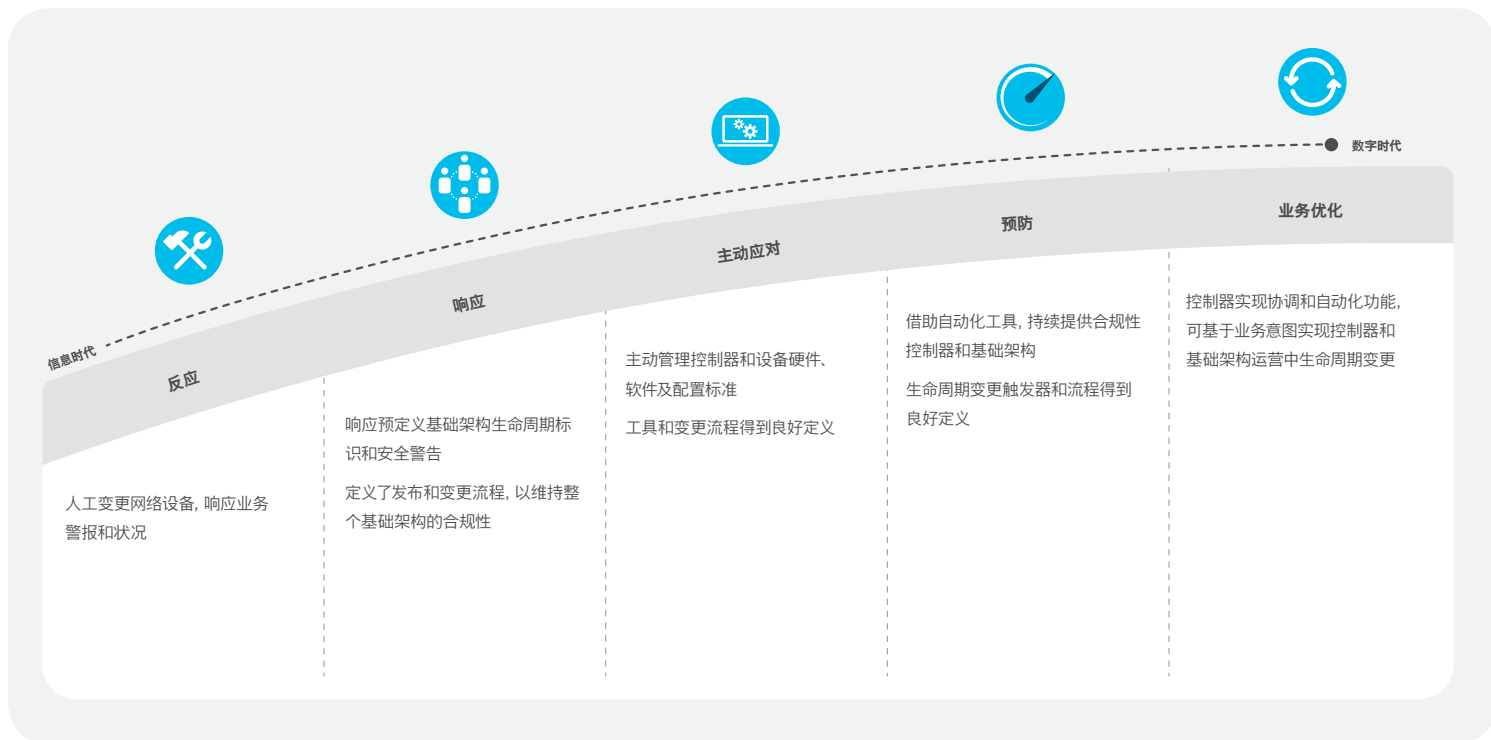 数字时代
信息时代
反应
响应
主动应对
预防
业务优化
人工变更网络设备, 响应业务
警报和状况
响应预定义基础架构生命周期标
识和安全警告
定义了发布和变更流程, 以维持整
个基础架构的合规性
主动管理控制器和设备硬件、
软件及配置标准
工具和变更流程得到良好定义
借助自动化工具, 持续提供合规性
控制器和基础架构
生命周期变更触发器和流程得到
良好定义
控制器实现协调和自动化功能,
可基于业务意图实现控制器和
基础架构运营中生命周期变更